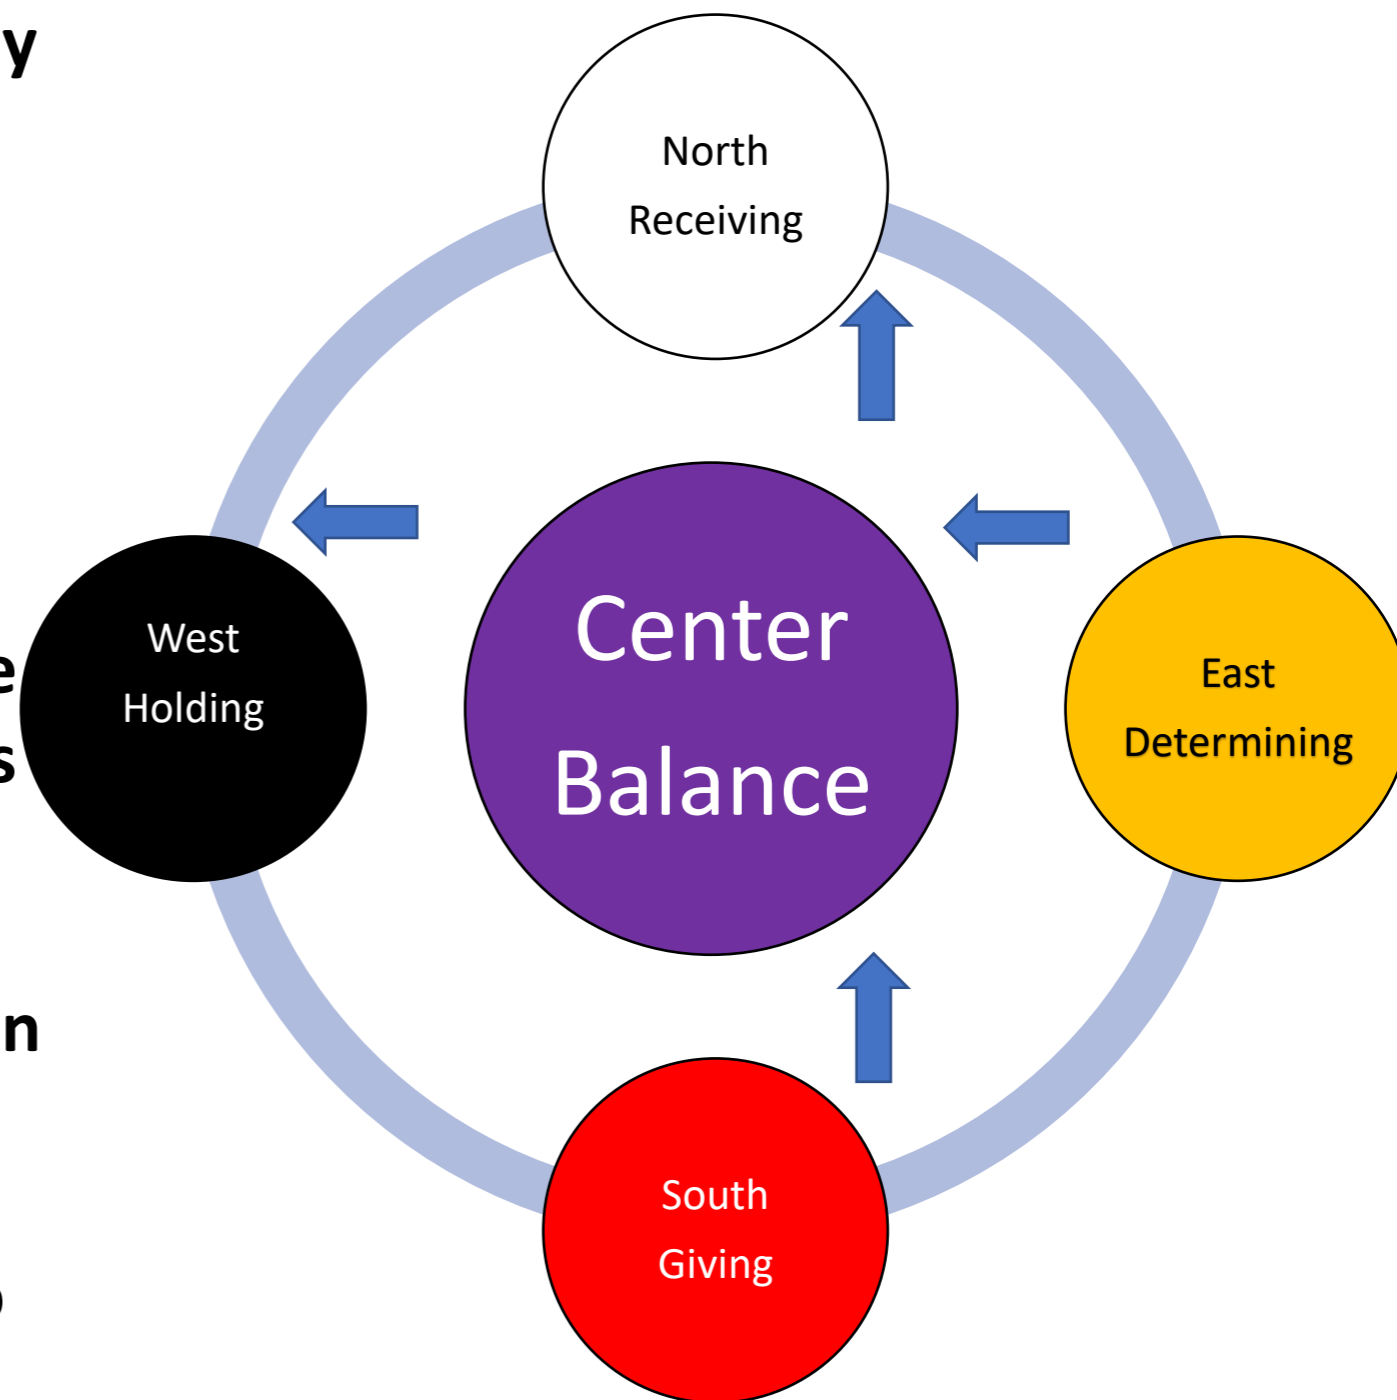 y
North
Receiving
West
Holding
e
s
Center
Balance
East
Determining
n
South
Giving